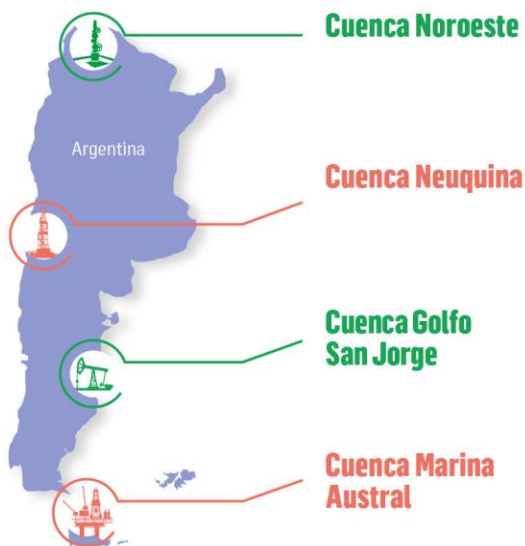 Cuenca Noroeste
Argentina
Cuenca Neuquina
Cuenca Golfo
San Jorge
Cuenca Marina
Austral